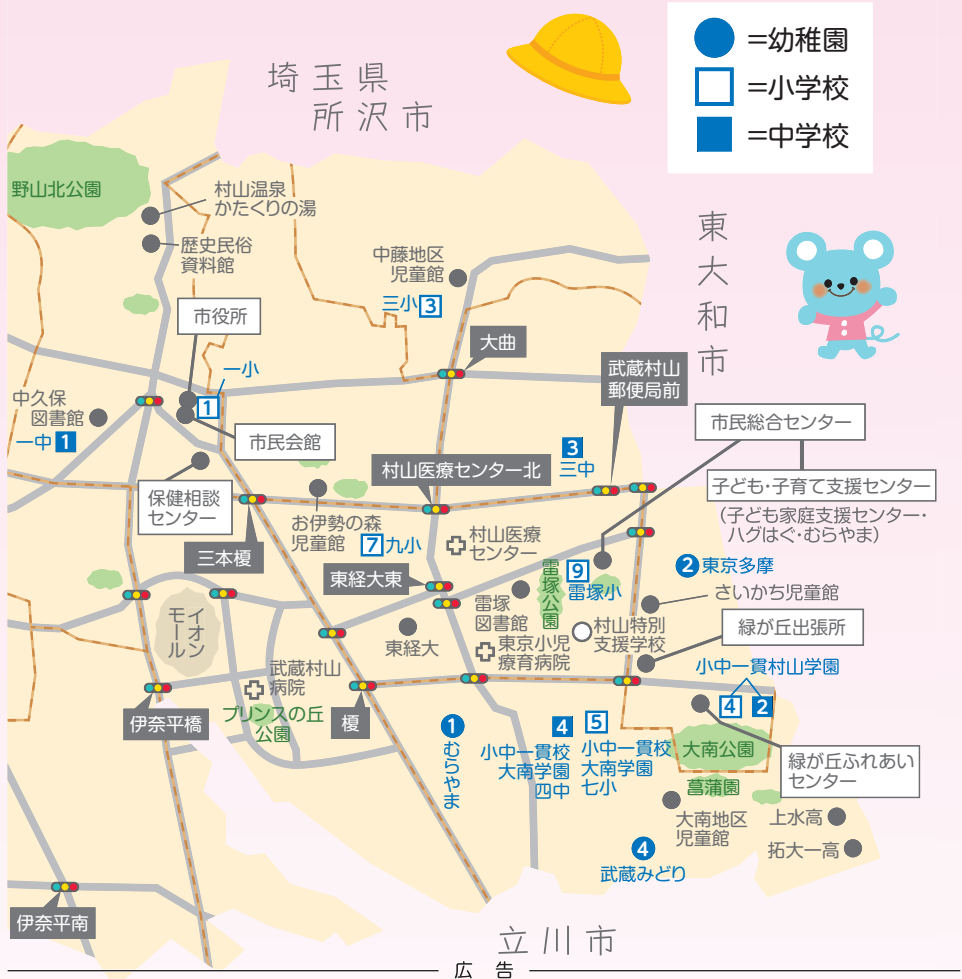 =幼稚園
=小学校
=中学校
埼玉県
所沢市
野山北公園
村山温泉
かたくりの湯
歴史民俗
資料館
中藤地区
児童館
三小3
東大和市
市役所
大曲
武蔵村山
郵便局前
一小
1
中久保
図書館
一中1
市民会館
市民総合センター
3
三中
村山医療センター北
子ども・子育て支援センター
(子ども家庭支援センター・
ハグはぐ・むらやま)
保健相談
センター
お伊勢の森
児童館
7九小
村山医療
センター
三本榎
東経大東
雷塚公園
9
雷塚小
2東京多摩
さいかち児童館
イオン
モール
雷塚
図書館
東経大
東京小児
療育病院
村山特別
支援学校
緑が丘出張所
小中一貫村山学園
4
2
武蔵村山
病院
伊奈平橋
プリンスの丘
公園
榎
1
むらやま
4
小中一貫校
大南学園
四中
5
小中一貫校
大南学園
七小
大南公園
菖蒲園
緑が丘ふれあい
センター
大南地区
児童館
上水高
拓大一高
4
武蔵みどり
伊奈平南
立川市
広告